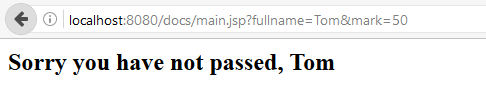 localhost:8080/docs/main.jsp?fullname=Tom&mark=50
Sorry you have not passed, Tom